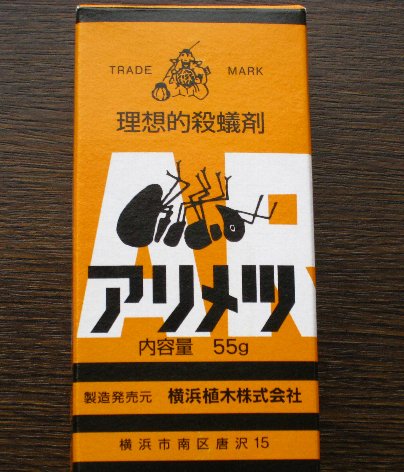 TRADE MARK
理想的殺蟻剤
AR
アリメツ
内容量 55g
製造発売元 横浜植木株式会社
横浜市南区唐沢15